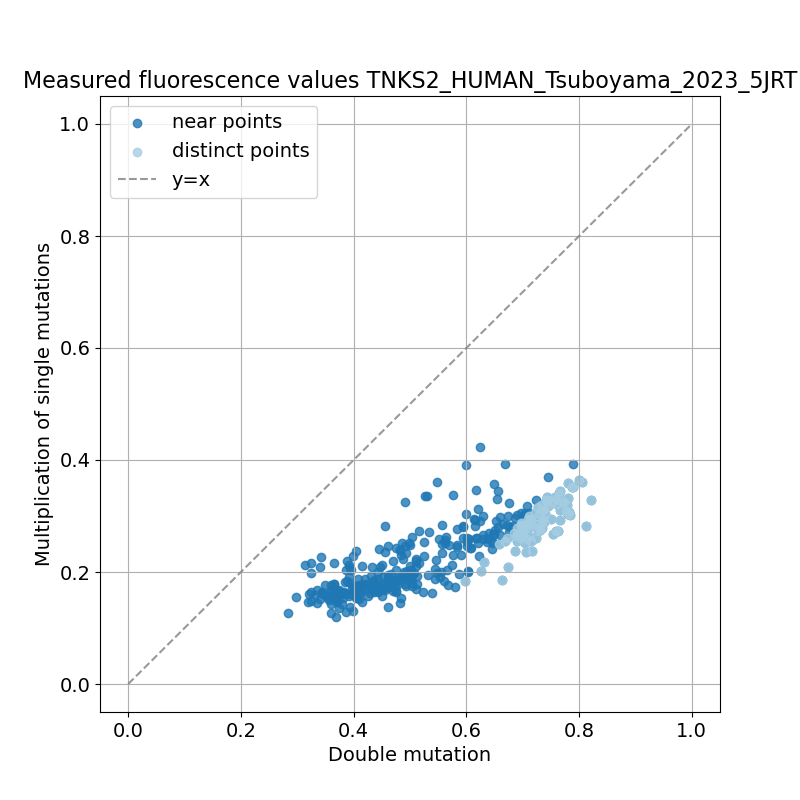 Measured fluorescence values TNKS2_HUMAN_Tsuboyama_2023_5JRT
near points
distinct points
y=x
Multiplication of single mutations
1.0
0.8
0.6
0.4
0.2
0.0
0.0 0.2 0.4 0.6 0.8 1.0
Double mutation